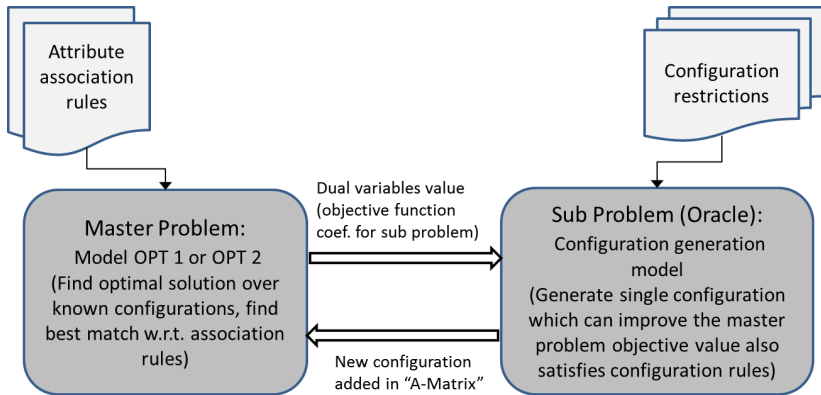 Attribute
association
rules
Configuration
restrictions
Master Problem:
Model OPT 1 or OPT 2
(Find optimal solution over
known configurations, find
best match w.r.t. association
rules)
Dual variables value
(objective function
coef. for sub problem)
New configuration
added in “A-Matrix”
Sub Problem (Oracle):
Configuration generation
model
(Generate single configuration
which can improve the master
problem objective value also
satisfies configuration rules)